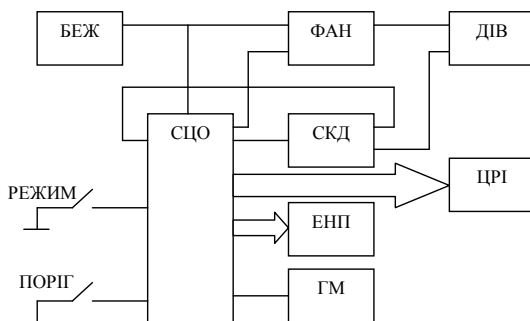 БЕЖ
ФАН
ДІВ
СЦО
СКД
ЦРІ
РЕЖИМ
ЕНП
ПОРІГ
ГМ